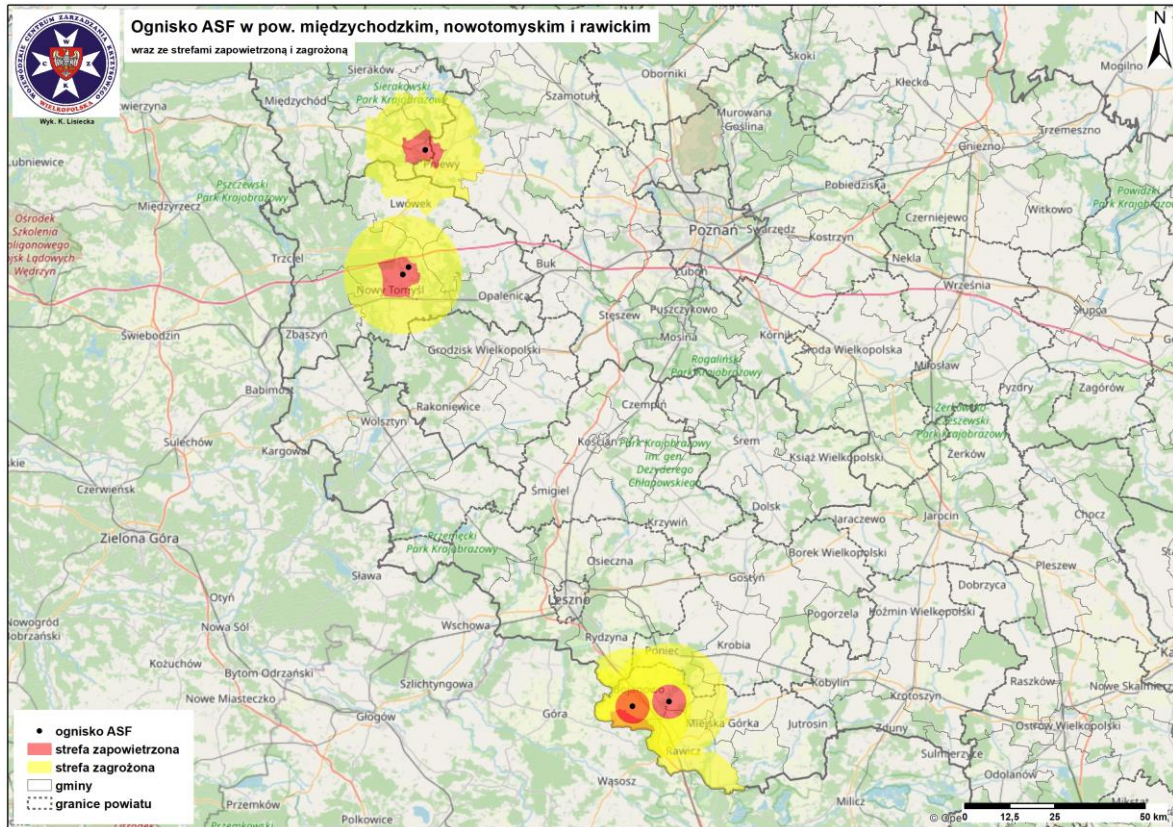 Ognisko ASF w pow. międzychodzkim, nowotomyskim i rawickim
wraz ze strefami zapowietrzoną i zagrożoną
WOJEWÓDZKIE CENTRUM ZARZĄDZANIA KRYZYSOWEGO
W
C
Z
K
WIELKOPOLSKA
Wyk. K. Lisiecka
N
Skoki
Oborniki
Kłecko
Mogilno
Sieraków
Sierakowski
Park Krajobrazowy
Międzychód
Szamotuły
Murowana
Goślina
Trzemeszno
Gniezno
Lubniewice
Pniewy
Pszczewski
Park Krajobrazowy
Pobiedziska
Powidzki
Park Krajobrazowy
Międzyrzecz
Lwówek
Witkowo
Czerniejewo
Ośrodek
Szkolenia
Wędrzyn
Poznań
Swarzędz
Kostrzyn
Nekla
Trzciel
Buk
Luboń
Września
Nowy Tomyśl
Opalenica
Puszczykowo
Stęszew
Słupca
Świebodzin
Zbąszyń
Mosina
Kórnik
Grodzisk Wielkopolski
Środa Wielkopolska
Rogaliński
Park Krajobrazowy
Miłosław
Babimost
Pyzdry
Zagórów
Rakoniewice
Czempiń
Wolsztyn
Sulechów
Kargowa
Kościan
Park Krajobrazowy
im. gen.
Dezyderego
Chłapowskiego
Śrem
Książ Wielkopolski
Żerków
Czerwieńsk
Śmigiel
Dolsk
Krzywiń
Jaraczewo
Jarocin
Chocz
Zielona Góra
Przemęcki
Park Krajobrazowy
Osieczna
Borek Wielkopolski
Pleszew
Sława
Gostyń
Dobrzyca
Otyń
Leszno
Pogorzela
Koźmin Wielkopolski
Nowa Sól
Wschowa
Rydzyna
Poniec
Krobia
Kożuchów
Bytom Odrzański
Szlichtyngowa
Kobylin
Krotoszyn
Raszków
Nowe Skalmierzyce
Nowe Miasteczko
Głogów
Góra
Miejska Górka
Jutrosin
Zduny
Ostrów Wielkopolski
Rawicz
Sulmierzyce
Wąsosz
Odolanów
Przemków
Polkowice
Milicz
Mikstat
ognisko ASF
strefa zapowietrzona
strefa zagrożona
gminy
granice powiatu
0 12,5 25 50 km